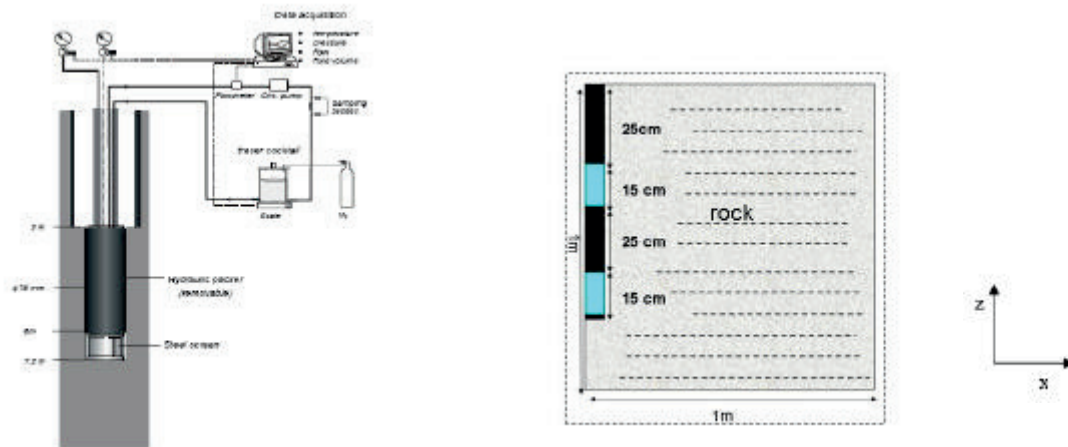 Data acquisition
temperature
pressure
flow
fluid volume
Flowmeter
Circ. pump
tracer cocktail
Scale
N₂
Hydraulic packer
(removable)
Steel screen
25cm
15 cm
rock
25 cm
15 cm
1m
1m
Z
X